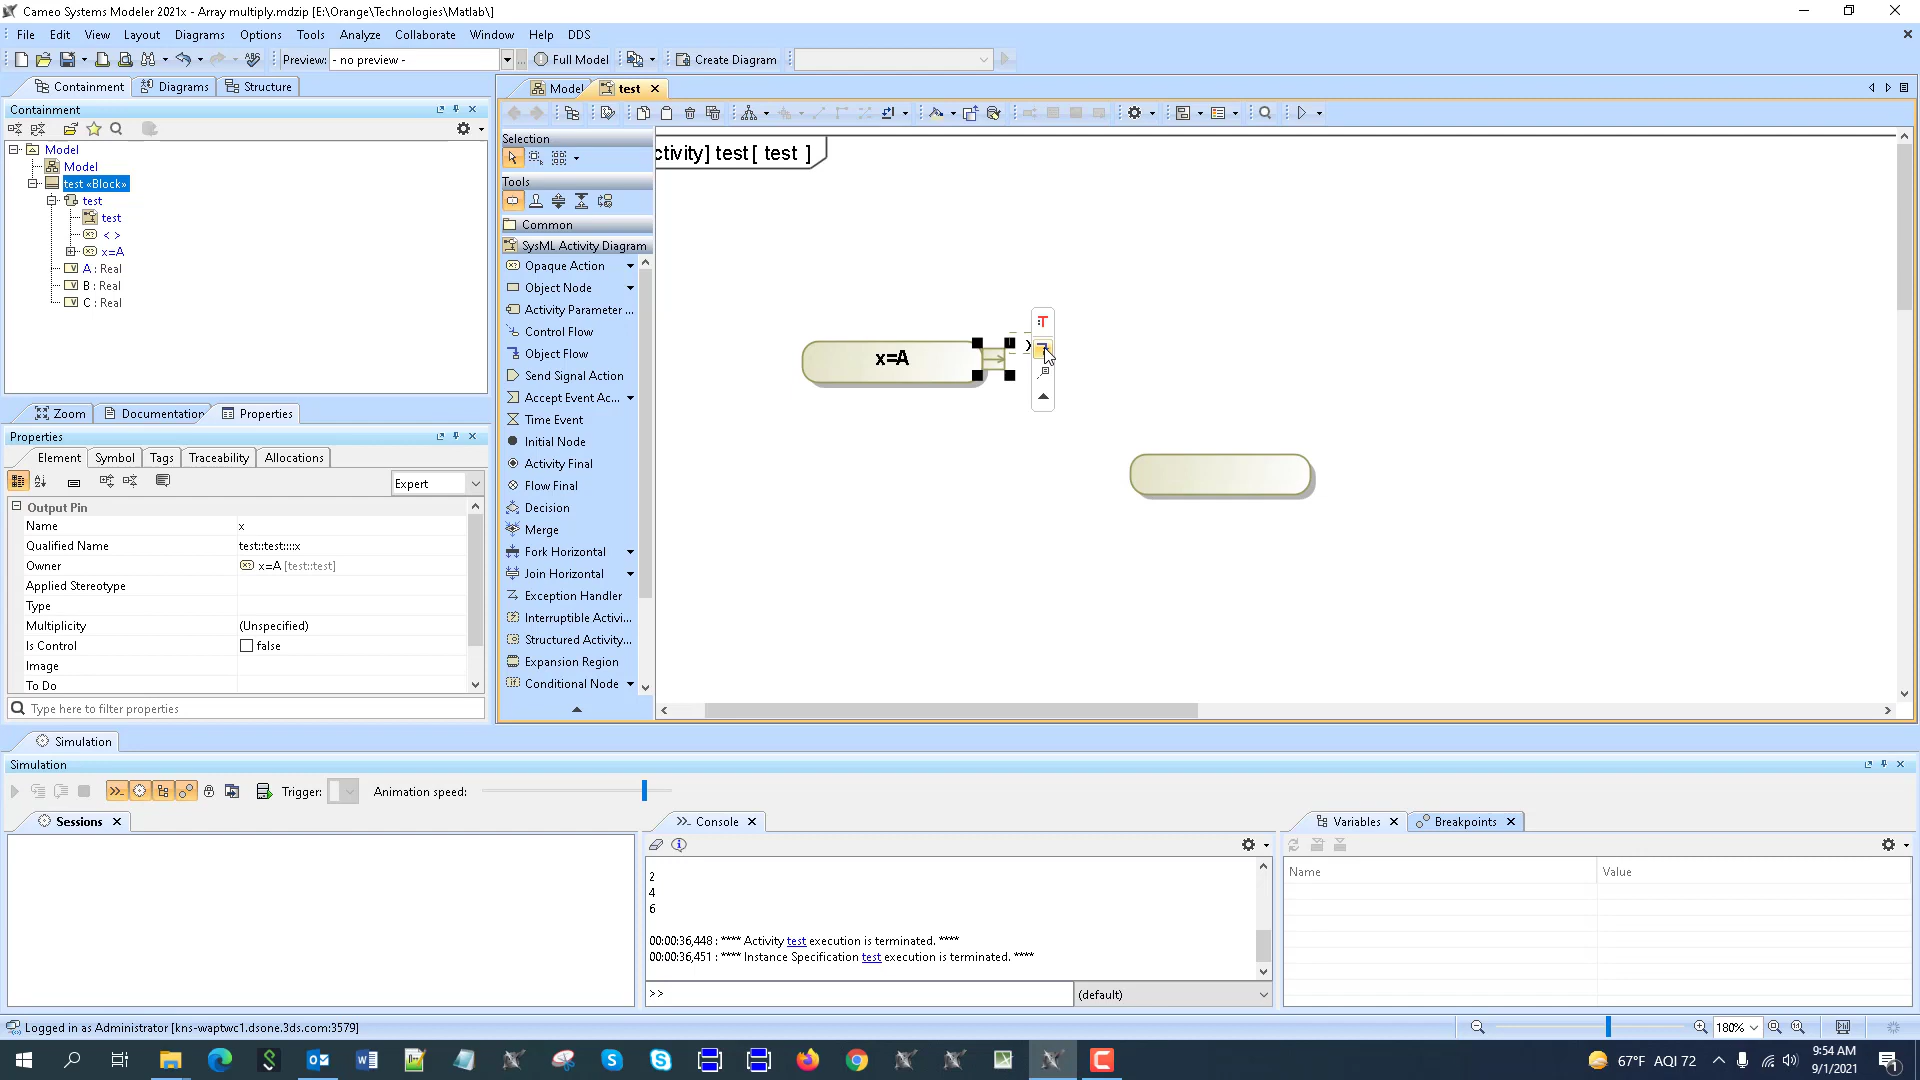 Cameo Systems Modeler 2021x - Array multiply.mdzip [E:\Orange\Technologies\Matlab\]
File Edit View Layout Diagrams Options Tools Analyze Collaborate Window Help DDS
Preview: - no preview - Full Model Create Diagram
Containment Diagrams Structure
Model test
Containment
Model
Model
test «Block»
test
test
< >
x=A
A : Real
B : Real
C : Real
Selection
Tools
Common
SysML Activity Diagram
Opaque Action
Object Node
Activity Parameter ...
Control Flow
Object Flow
Send Signal Action
Accept Event Ac...
Time Event
Initial Node
Activity Final
Flow Final
Decision
Merge
Fork Horizontal
Join Horizontal
Exception Handler
Interruptible Activi...
Structured Activity...
Expansion Region
Conditional Node
ctivity] test [ test ]
x=A
x
:T
Zoom Documentation Properties
Properties
Element Symbol Tags Traceability Allocations
Expert
Output Pin
Name x
Qualified Name test::test::::x
Owner x=A [test::test]
Applied Stereotype
Type
Multiplicity (Unspecified)
Is Control false
Image
To Do
Type here to filter properties
Simulation
Simulation
Trigger: Animation speed:
Sessions
Console
2
4
6
00:00:36,448 : **** Activity test execution is terminated. ****
00:00:36,451 : **** Instance Specification test execution is terminated. ****
>> (default)
Variables Breakpoints
Name Value
Logged in as Administrator [kns-waptwc1.dsone.3ds.com:3579]
180%
67°F AQI 72
9:54 AM
9/1/2021
1